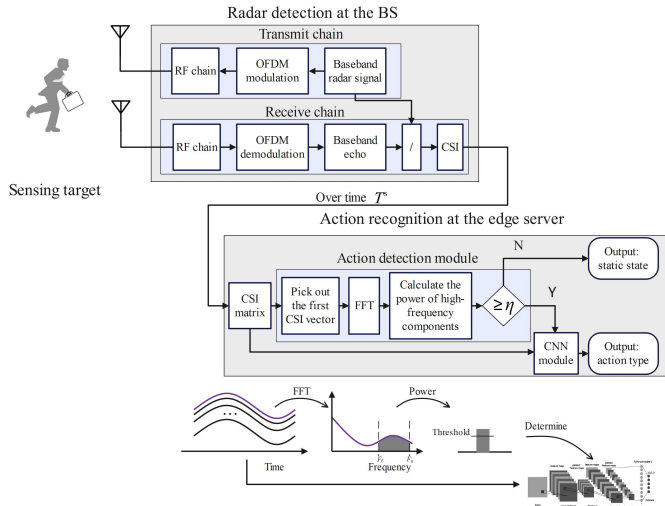 Radar detection at the BS
Transmit chain
RF chain
OFDM
modulation
Baseband
radar signal
Receive chain
RF chain
OFDM
demodulation
Baseband
echo
/
CSI
Sensing target
Over time Tˢ
Action recognition at the edge server
Action detection module
N
Output:
static state
CSI
matrix
Pick out
the first
CSI vector
FFT
Calculate the
power of high-
frequency
components
≥η
Y
CNN
module
Output:
action type
FFT
Power
...
Threshold
Determine
Time
Frequency